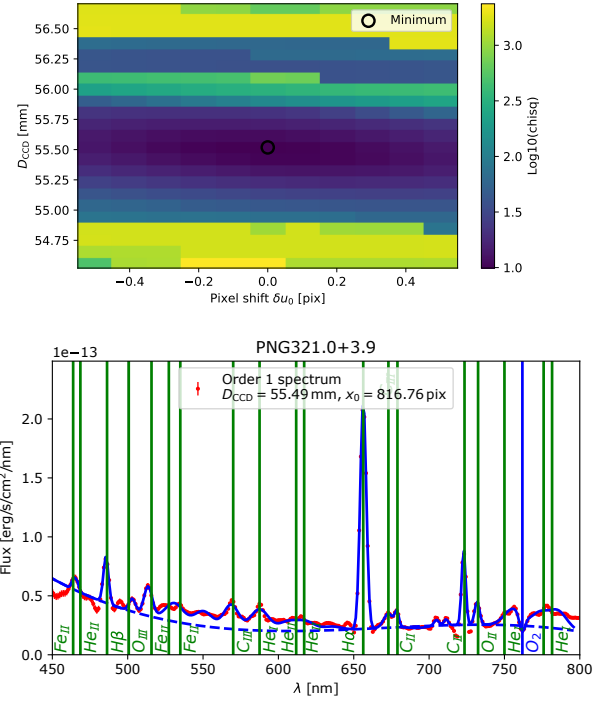 Minimum
56.50
56.25
56.00
55.75
55.50
55.25
55.00
54.75
D_CCD [mm]
−0.4 −0.2 0.0 0.2 0.4
Pixel shift δu₀ [pix]
3.0
2.5
2.0
1.5
1.0
Log10(chisq)
PNG321.0+3.9
1e−13
Order 1 spectrum
D_CCD = 55.49 mm, x₀ = 816.76 pix
2.0
1.5
1.0
0.5
0.0
Flux [erg/s/cm²/nm]
Fe_II He_II Hβ O_III Fe_II Fe_II C_II He_I He_II He_I Hα C_II C_II O_II He_I O_2 He_I
450 500 550 600 650 700 750 800
λ [nm]